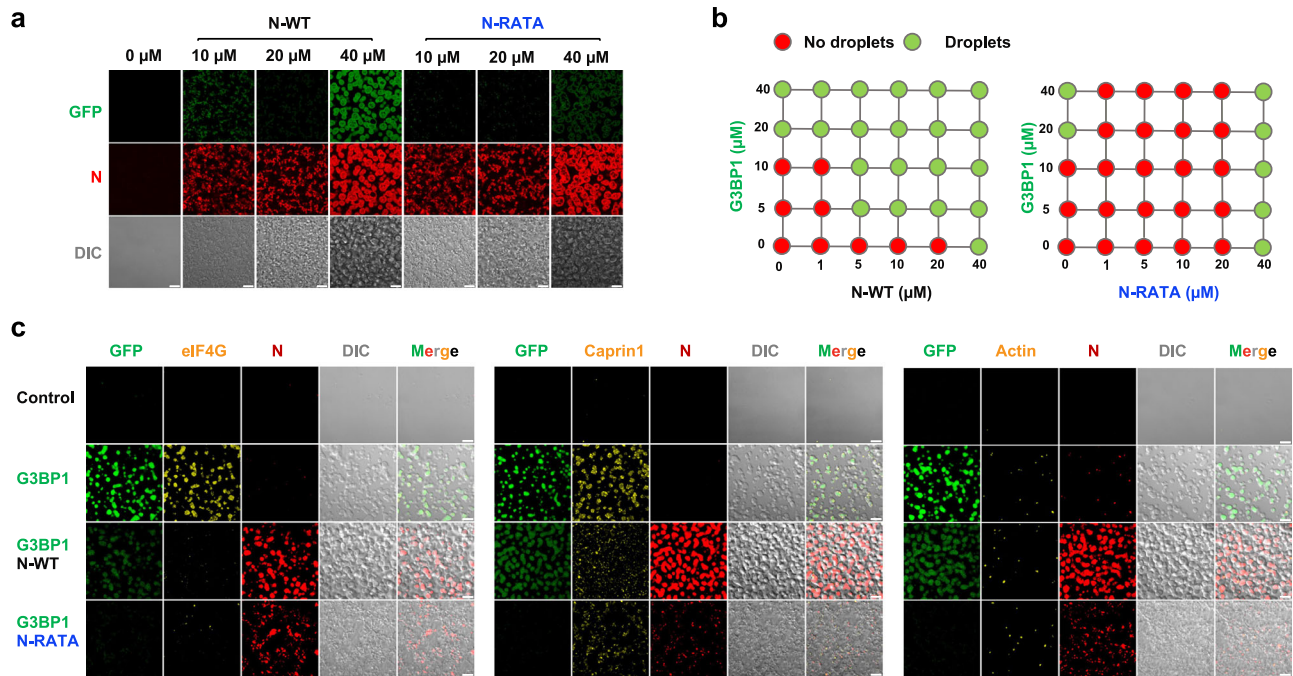 a
N-WT
N-RATA
0 µM
10 µM
20 µM
40 µM
10 µM
20 µM
40 µM
GFP
N
DIC
b
No droplets
Droplets
G3BP1 (µM)
40
20
10
5
0
0
1
5
10
20
40
N-WT (µM)
G3BP1 (µM)
40
20
10
5
0
0
1
5
10
20
40
N-RATA (µM)
c
GFP eIF4G N DIC Merge
GFP Caprin1 N DIC Merge
GFP Actin N DIC Merge
Control
G3BP1
G3BP1
N-WT
G3BP1
N-RATA